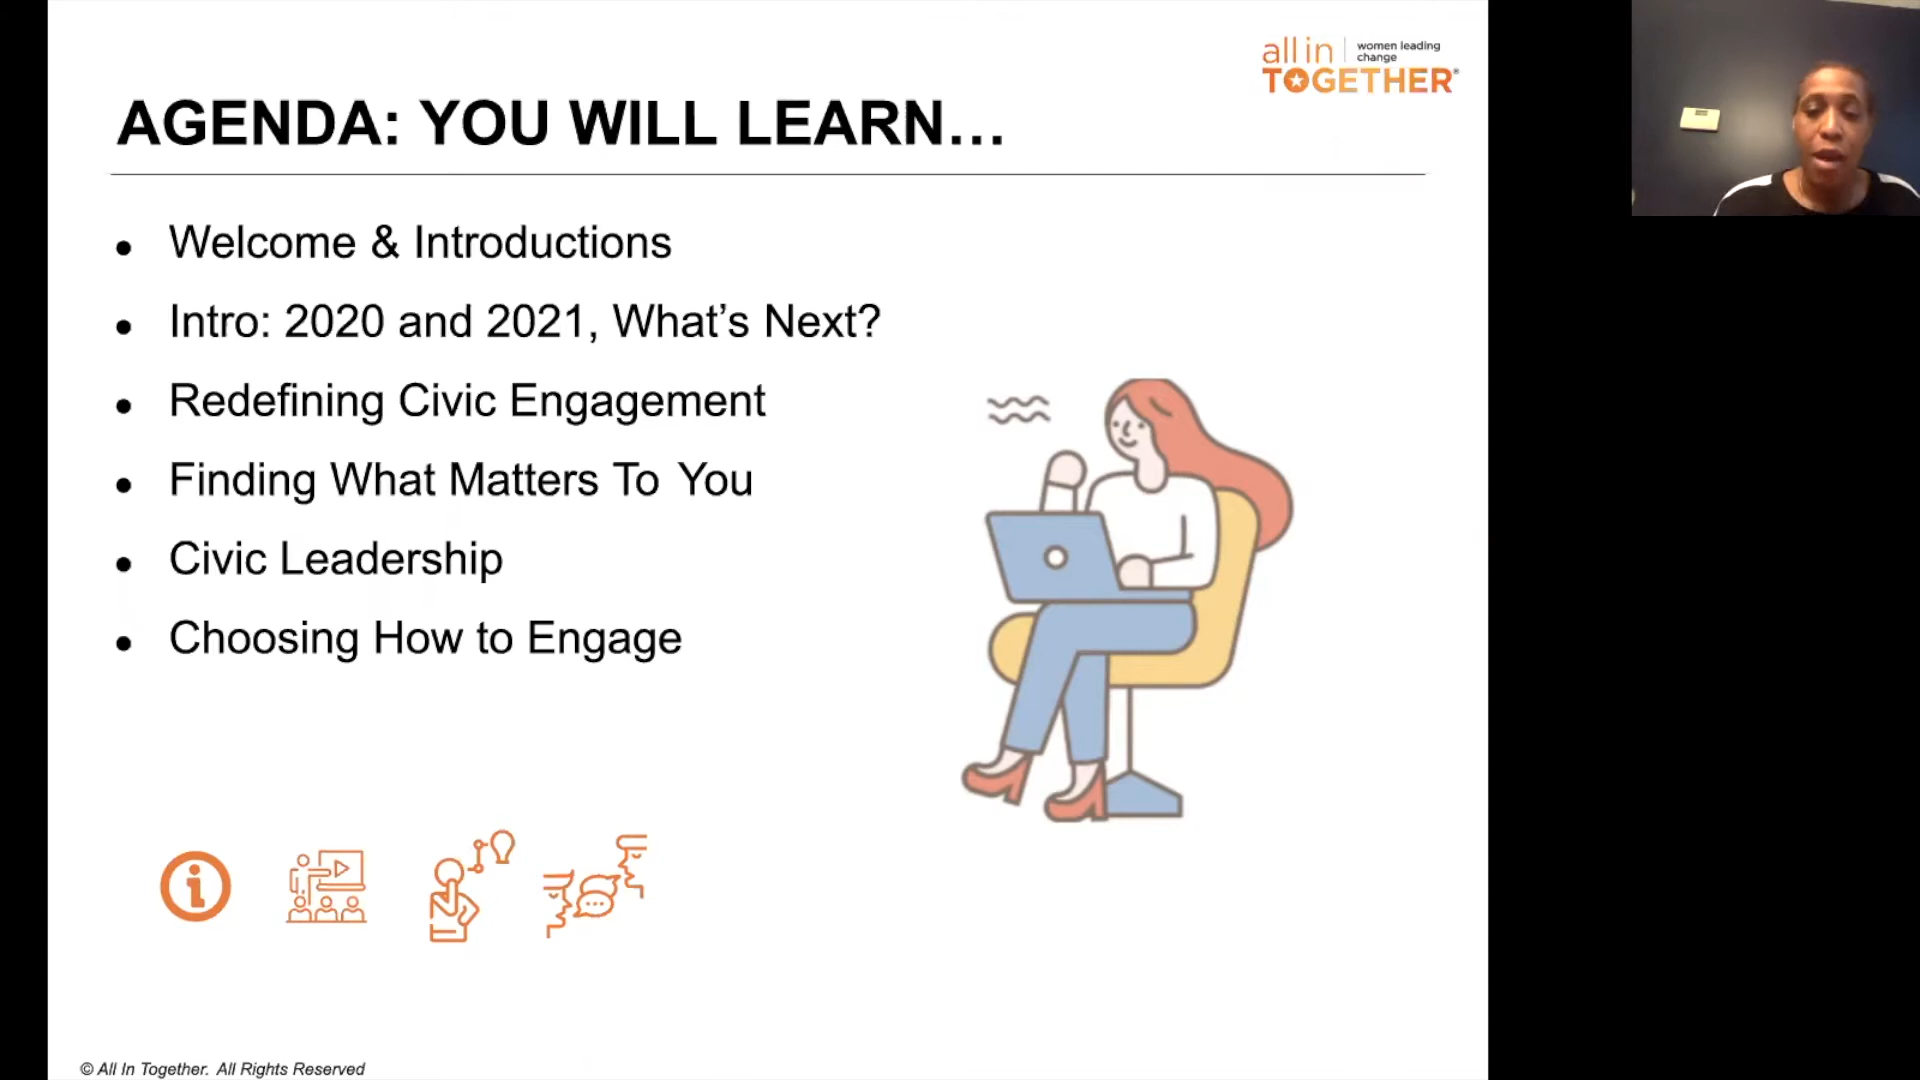 all in women leading
change
TOGETHER®
AGENDA: YOU WILL LEARN...
• Welcome & Introductions
• Intro: 2020 and 2021, What's Next?
• Redefining Civic Engagement
• Finding What Matters To You
• Civic Leadership
• Choosing How to Engage
© All In Together. All Rights Reserved